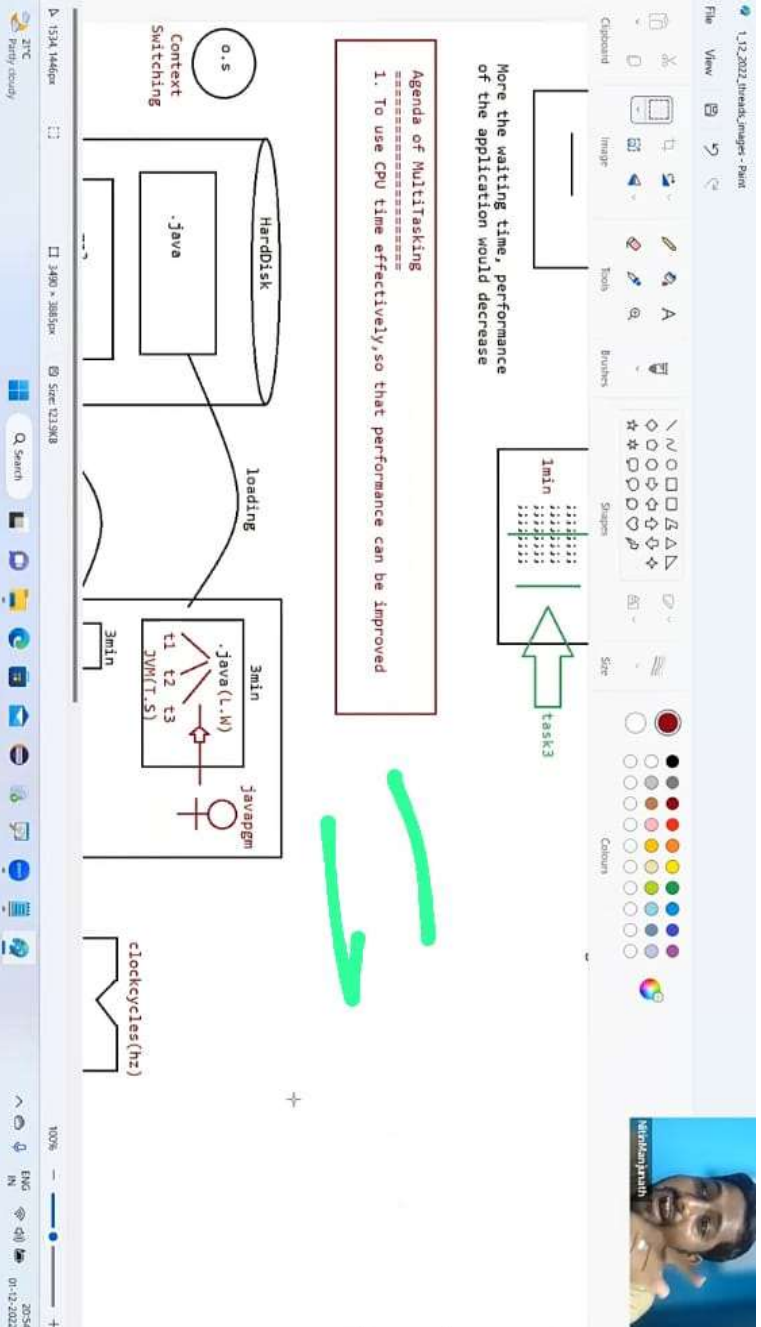 1_12_2022_threads_images - Paint
File View
Clipboard
Image
Tools
Brushes
Shapes
Size
Colours
NitinManjunath
1min
task3
More the waiting time, performance
of the application would decrease
Agenda of MultiTasking
======================
1. To use CPU time effectively,so that performance can be improved
o.s
Context
Switching
HardDisk
.java
loading
3min
.java(L.W)
t1 t2 t3
JVM(T.S)
javapgm
3min
clockcycles(hz)
1534, 1446px
3490 × 3885px
Size: 123.9KB
100%
21°C
Partly cloudy
Search
ENG
IN
20:54
01-12-2022